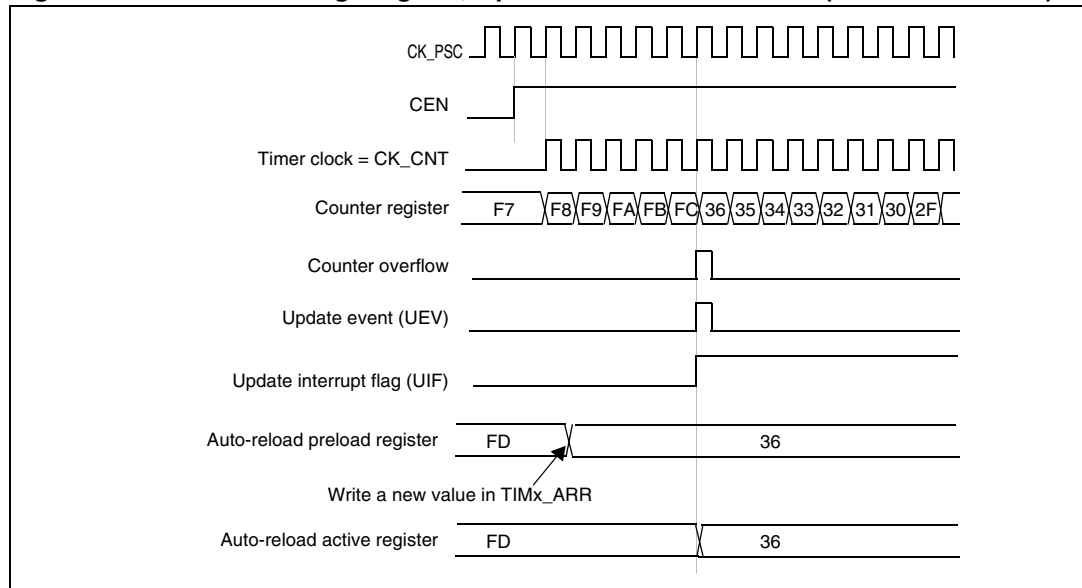 CK_PSC
CEN
Timer clock = CK_CNT
Counter register F7 F8 F9 FA FB FC 36 35 34 33 32 31 30 2F
Counter overflow
Update event (UEV)
Update interrupt flag (UIF)
Auto-reload preload register FD 36
Write a new value in TIMx_ARR
Auto-reload active register FD 36